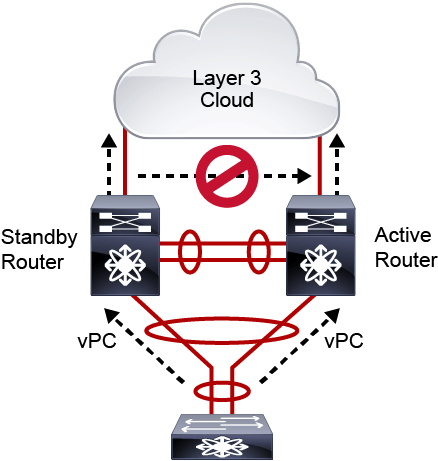 Layer 3
Cloud
Standby
Router
Active
Router
vPC
vPC